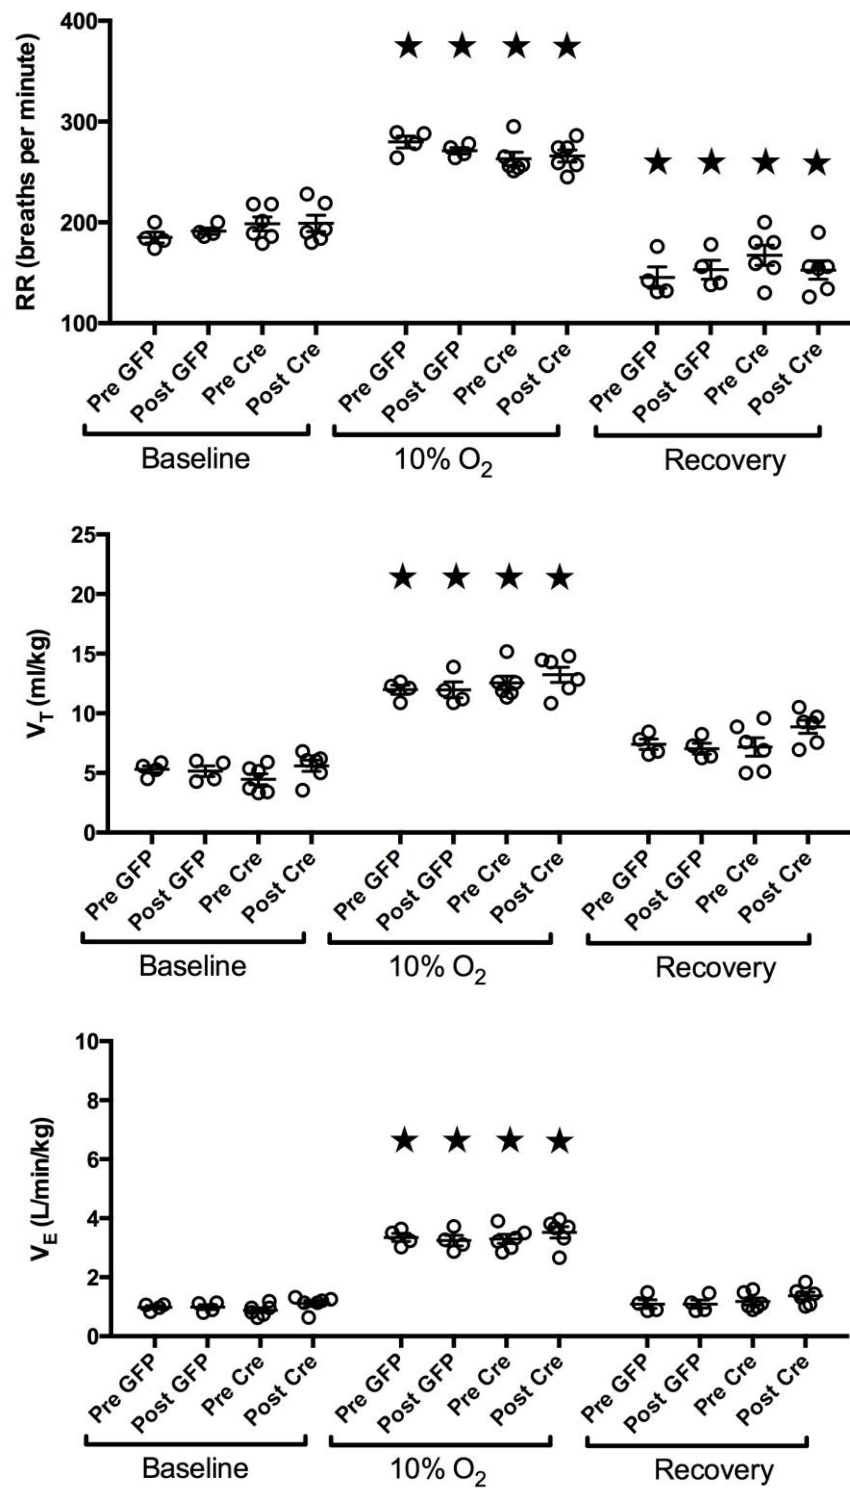 RR (breaths per minute)
400
300
200
100
Pre GFP
Post GFP
Pre Cre
Post Cre
Pre GFP
Post GFP
Pre Cre
Post Cre
Pre GFP
Post GFP
Pre Cre
Post Cre
Baseline
10% O2
Recovery
VT (ml/kg)
25
20
15
10
5
0
Pre GFP
Post GFP
Pre Cre
Post Cre
Pre GFP
Post GFP
Pre Cre
Post Cre
Pre GFP
Post GFP
Pre Cre
Post Cre
Baseline
10% O2
Recovery
VE (L/min/kg)
10
8
6
4
2
0
Pre GFP
Post GFP
Pre Cre
Post Cre
Pre GFP
Post GFP
Pre Cre
Post Cre
Pre GFP
Post GFP
Pre Cre
Post Cre
Baseline
10% O2
Recovery